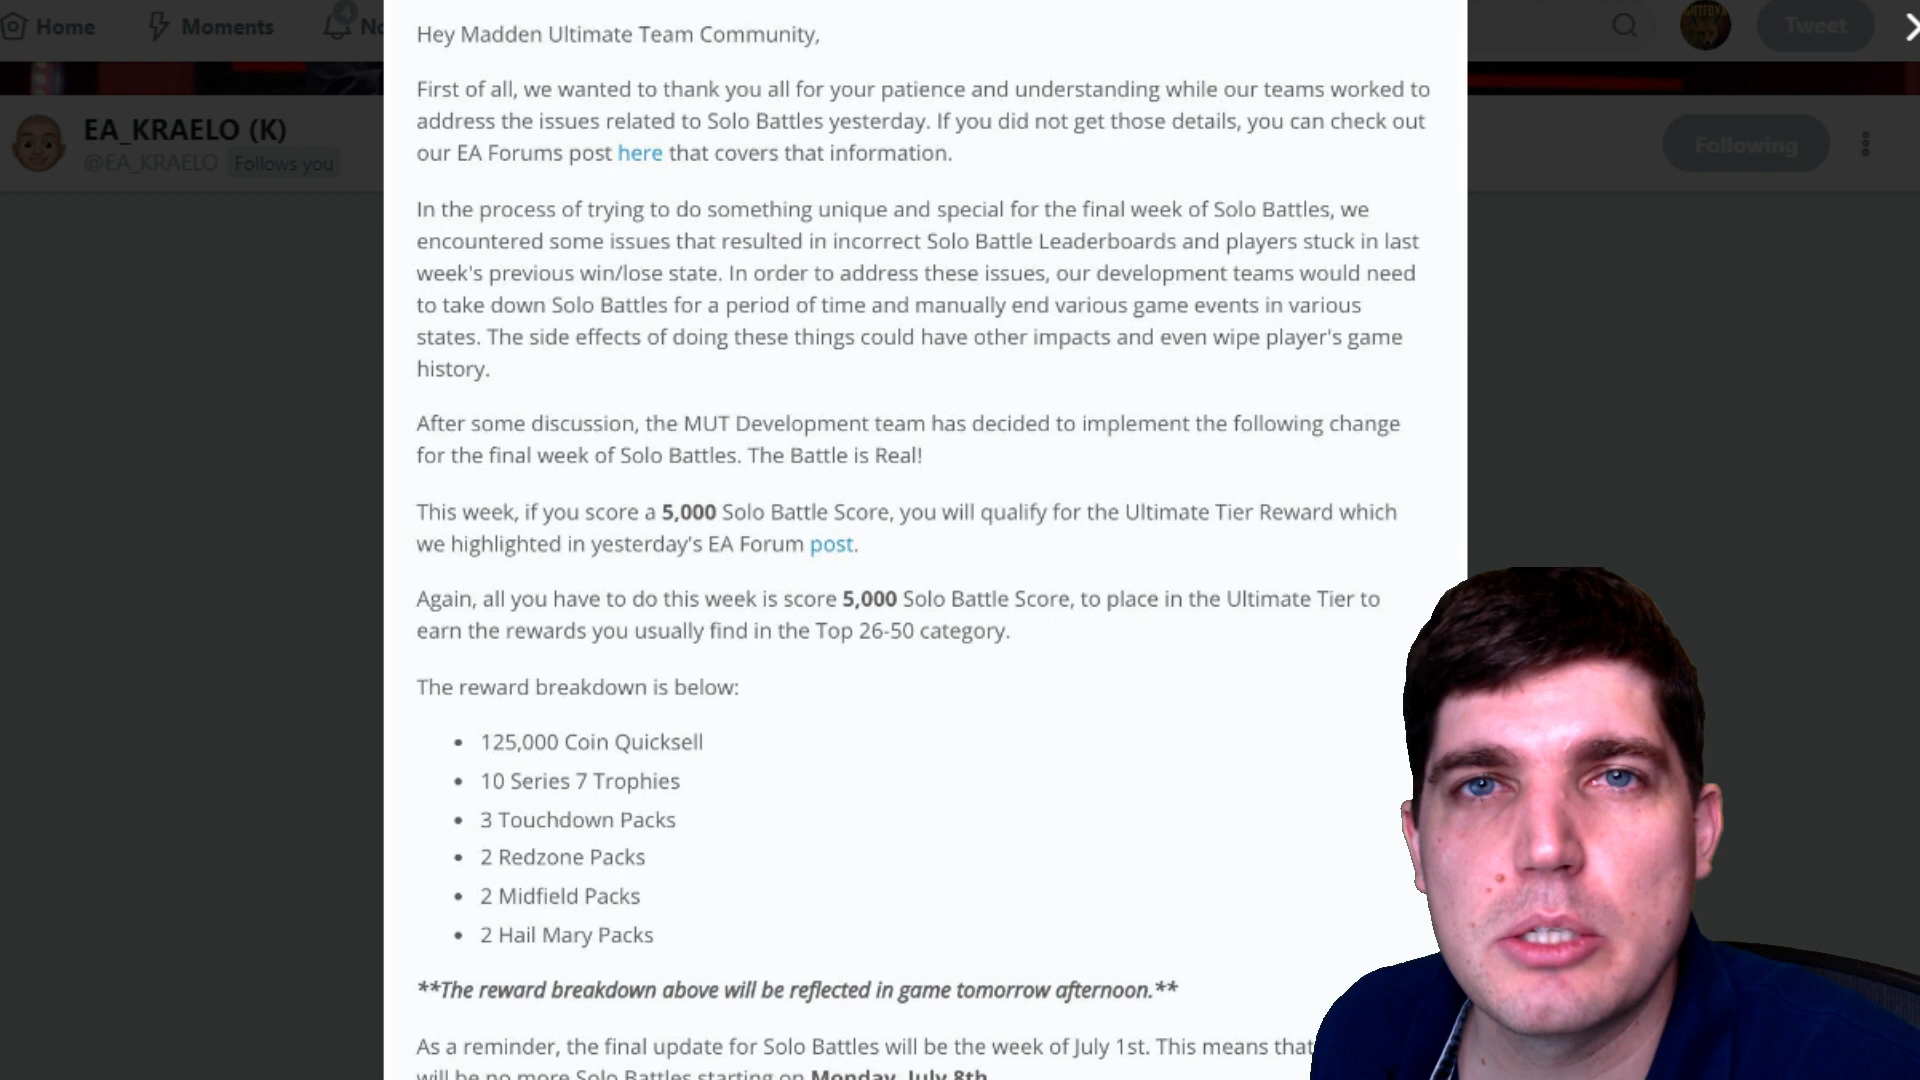 Home
Moments
4
Tweet
EA_KRAELO (K)
@EA_KRAELO Follows you
Following
Hey Madden Ultimate Team Community,
First of all, we wanted to thank you all for your patience and understanding while our teams worked to
address the issues related to Solo Battles yesterday. If you did not get those details, you can check out
our EA Forums post here that covers that information.
In the process of trying to do something unique and special for the final week of Solo Battles, we
encountered some issues that resulted in incorrect Solo Battle Leaderboards and players stuck in last
week's previous win/lose state. In order to address these issues, our development teams would need
to take down Solo Battles for a period of time and manually end various game events in various
states. The side effects of doing these things could have other impacts and even wipe player's game
history.
After some discussion, the MUT Development team has decided to implement the following change
for the final week of Solo Battles. The Battle is Real!
This week, if you score a 5,000 Solo Battle Score, you will qualify for the Ultimate Tier Reward which
we highlighted in yesterday's EA Forum post.
Again, all you have to do this week is score 5,000 Solo Battle Score, to place in the Ultimate Tier to
earn the rewards you usually find in the Top 26-50 category.
The reward breakdown is below:
• 125,000 Coin Quicksell
• 10 Series 7 Trophies
• 3 Touchdown Packs
• 2 Redzone Packs
• 2 Midfield Packs
• 2 Hail Mary Packs
**The reward breakdown above will be reflected in game tomorrow afternoon.**
As a reminder, the final update for Solo Battles will be the week of July 1st. This means that
will be no more Solo Battles starting on Monday, July 8th